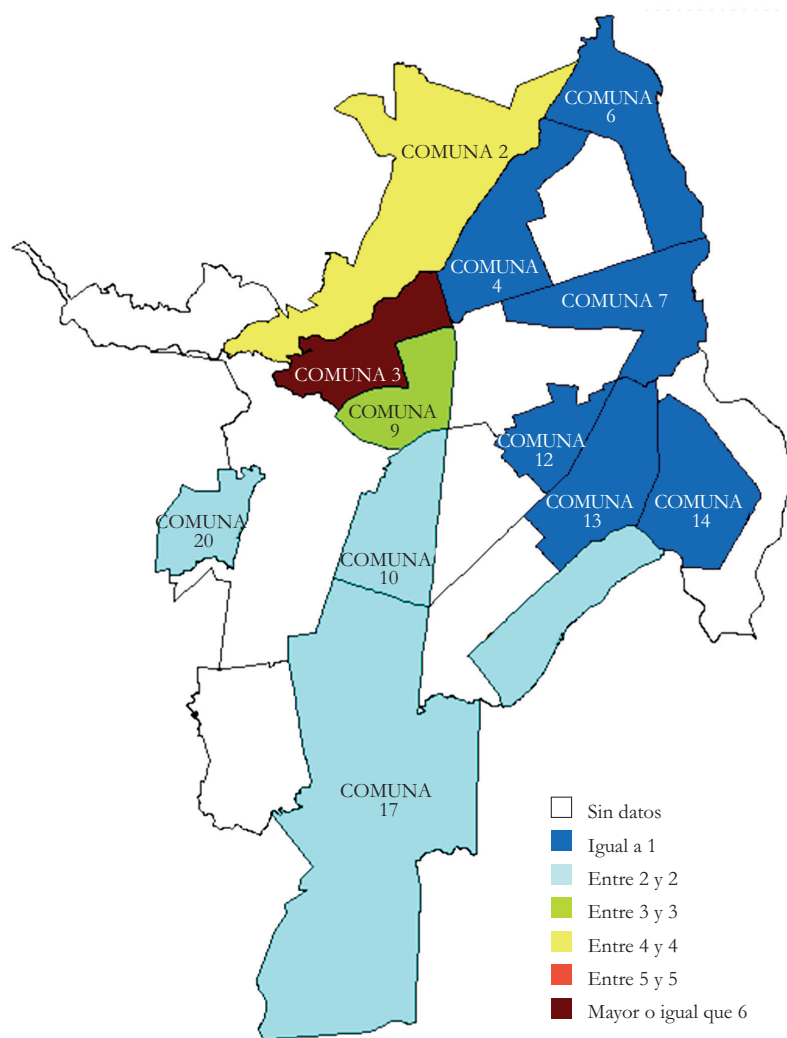 COMUNA
6
COMUNA 2
COMUNA
4
COMUNA 7
COMUNA 3
COMUNA
9
COMUNA
12
COMUNA
13
COMUNA
14
COMUNA
20
COMUNA
10
COMUNA
17
Sin datos
Igual a 1
Entre 2 y 2
Entre 3 y 3
Entre 4 y 4
Entre 5 y 5
Mayor o igual que 6